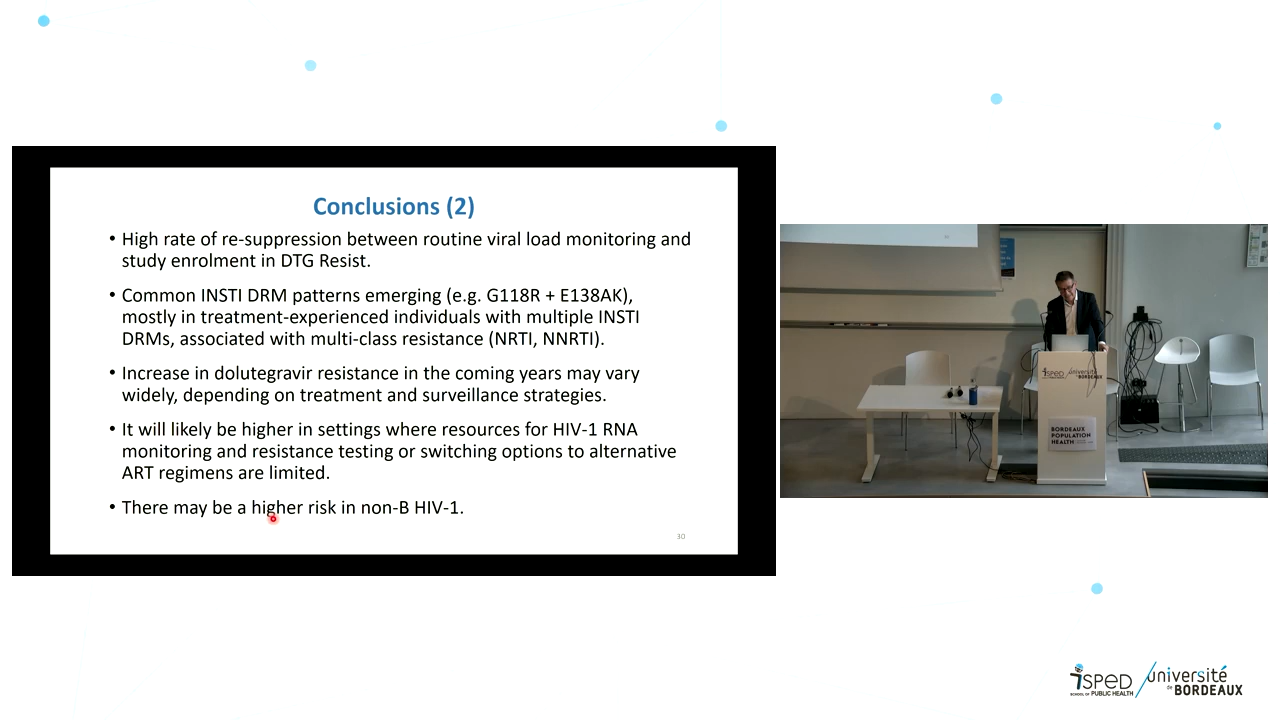 Conclusions (2)
• High rate of re-suppression between routine viral load monitoring and
study enrolment in DTG Resist.
• Common INSTI DRM patterns emerging (e.g. G118R + E138AK),
mostly in treatment-experienced individuals with multiple INSTI
DRMs, associated with multi-class resistance (NRTI, NNRTI).
• Increase in dolutegravir resistance in the coming years may vary
widely, depending on treatment and surveillance strategies.
• It will likely be higher in settings where resources for HIV-1 RNA
monitoring and resistance testing or switching options to alternative
ART regimens are limited.
• There may be a higher risk in non-B HIV-1.
30
iSPED université
de BORDEAUX
BORDEAUX
POPULATION
HEALTH
iSPED
SCHOOL OF PUBLIC HEALTH
université
de BORDEAUX